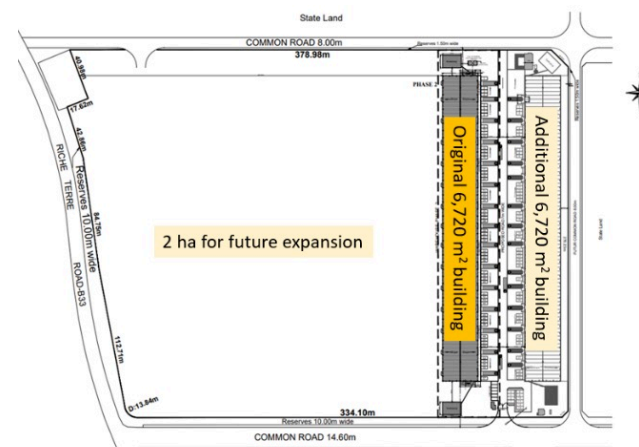 State Land
COMMON ROAD 8.00m
Reserves 1.50m wide
378.98m
40.98m
PHASE 2
17.62m
42.86m
RICHE TERRE ROAD-B33
Reserves 10.00m wide
84.75m
2 ha for future expansion
Original 6,720 m² building
Additional 6,720 m² building
State Land
112.71m
D:13.84m
334.10m
Reserves 10.00m wide
COMMON ROAD 14.60m